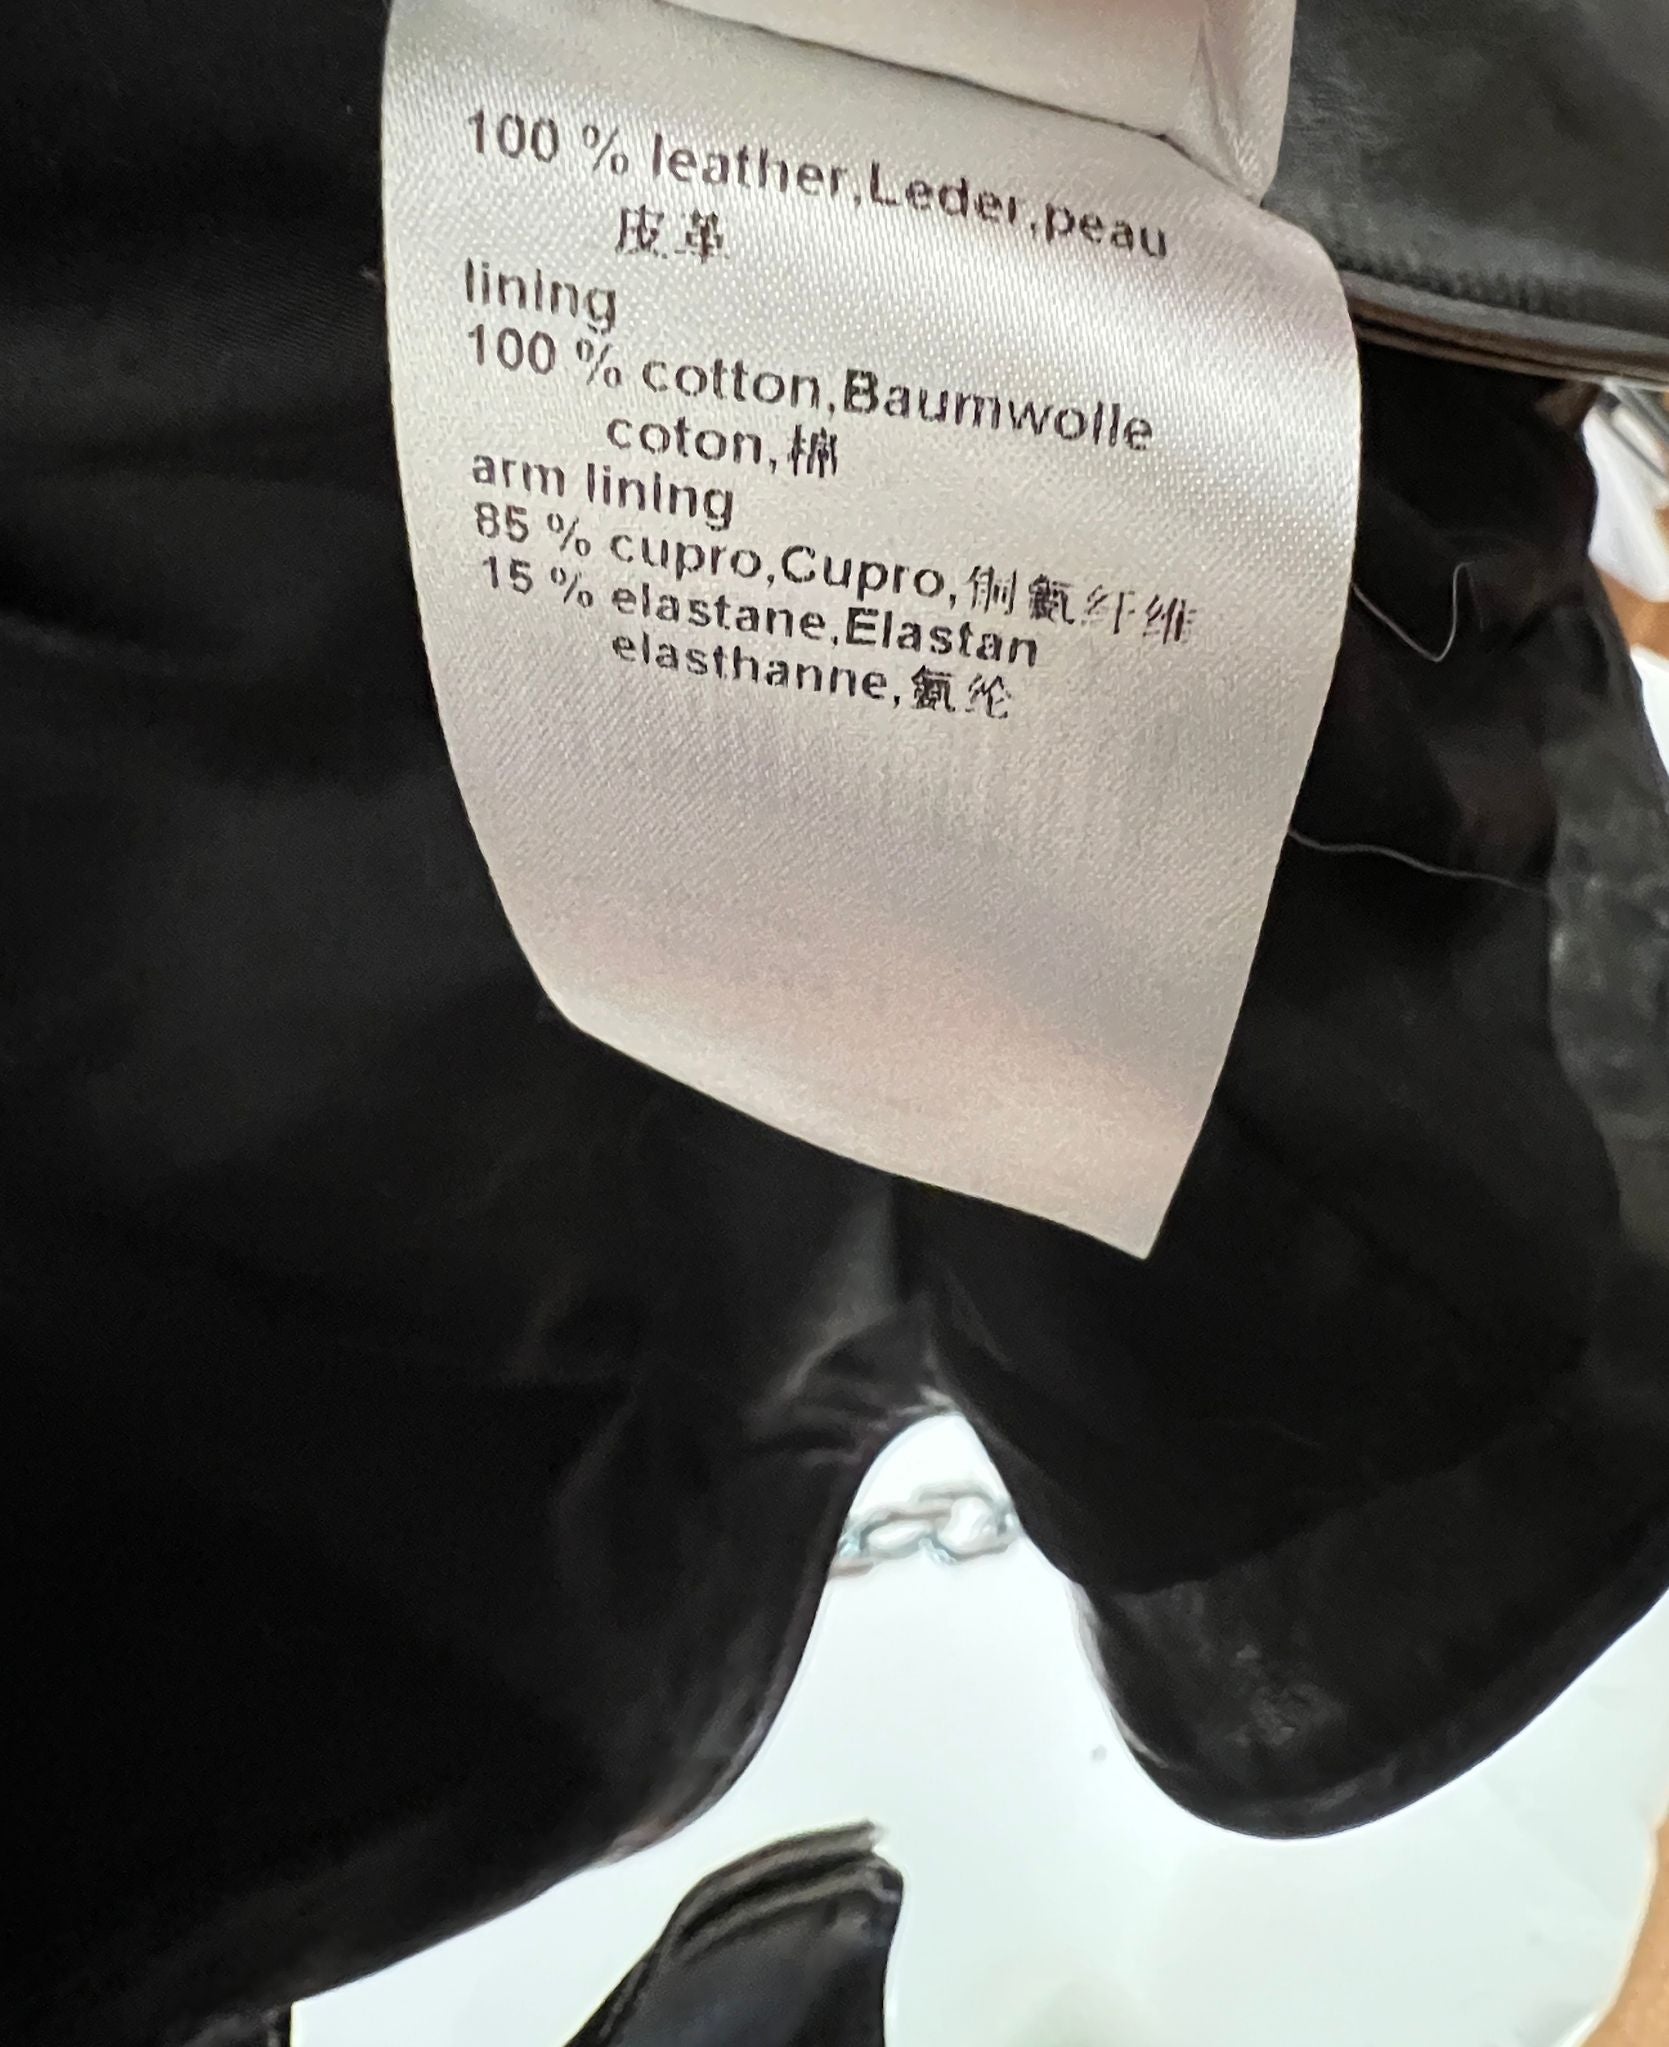 100 % leather,Leder,peau
皮革
lining
100 % cotton,Baumwolle
coton,棉
arm lining
85 % cupro,Cupro,铜氨纤维
15 % elastane,Elastan
elasthanne,氨纶